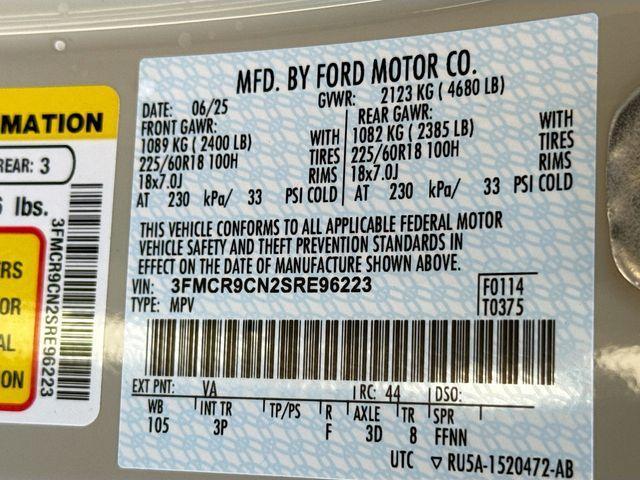 MFD. BY FORD MOTOR CO.
DATE: 06/25
GVWR: 2123 KG ( 4680 LB)
FRONT GAWR:
1089 KG ( 2400 LB)
225/60R18 100H
18x7.0J
WITH
TIRES
RIMS
AT 230 kPa/ 33 PSI COLD
REAR GAWR:
1082 KG ( 2385 LB)
225/60R18 100H
18x7.0J
WITH
TIRES
RIMS
AT 230 kPa/ 33 PSI COLD
THIS VEHICLE CONFORMS TO ALL APPLICABLE FEDERAL MOTOR
VEHICLE SAFETY AND THEFT PREVENTION STANDARDS IN
EFFECT ON THE DATE OF MANUFACTURE SHOWN ABOVE.
VIN: 3FMCR9CN2SRE96223
TYPE: MPV
F0114
T0375
EXT PNT: VA RC: 44 DSO:
WB INT TR TP/PS R AXLE TR SPR
105 3P F 3D 8 FFNN
UTC ▽ RU5A-1520472-AB
MATION
REAR: 3
lbs.
3FMCR9CN2SRE96223